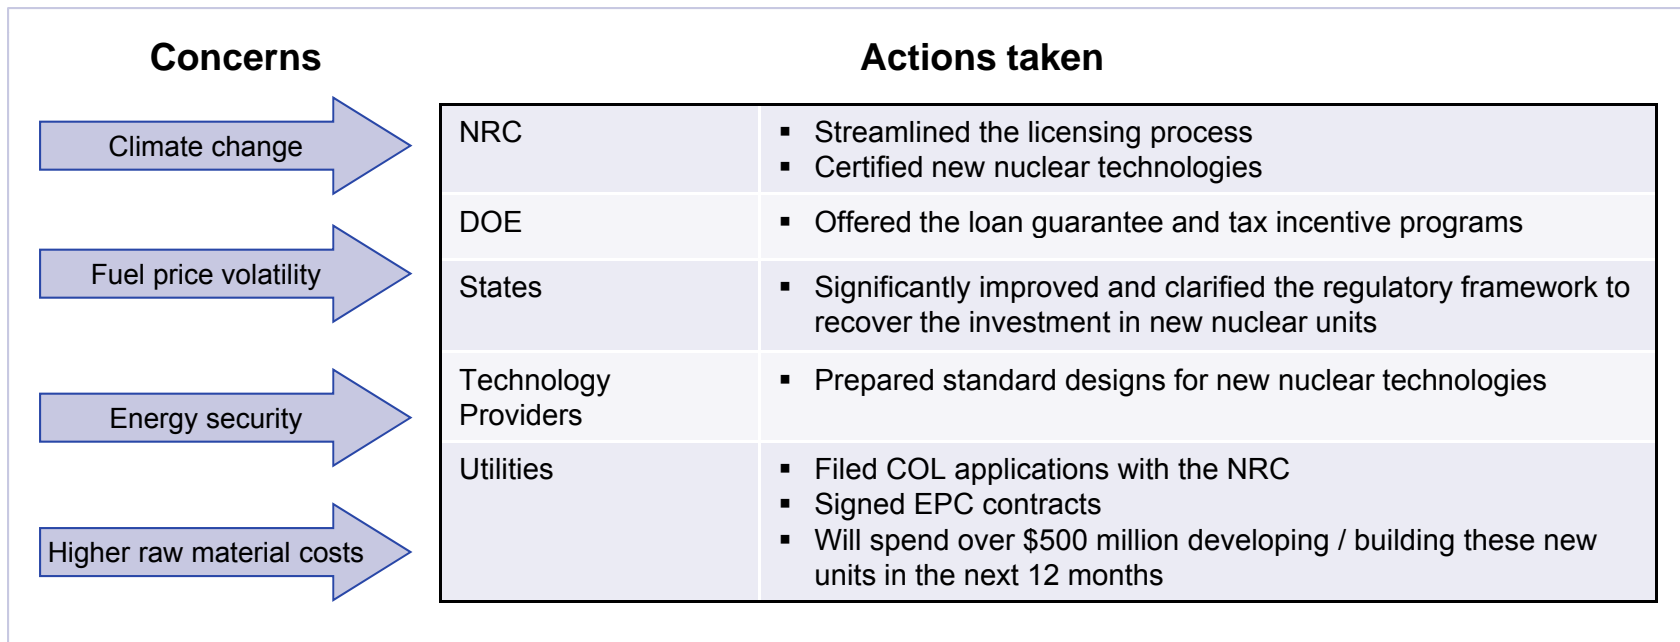 Concerns
Actions taken
Climate change
Fuel price volatility
Energy security
Higher raw material costs
NRC
▪ Streamlined the licensing process
▪ Certified new nuclear technologies
DOE
▪ Offered the loan guarantee and tax incentive programs
States
▪ Significantly improved and clarified the regulatory framework to
recover the investment in new nuclear units
Technology
Providers
▪ Prepared standard designs for new nuclear technologies
Utilities
▪ Filed COL applications with the NRC
▪ Signed EPC contracts
▪ Will spend over $500 million developing / building these new
units in the next 12 months